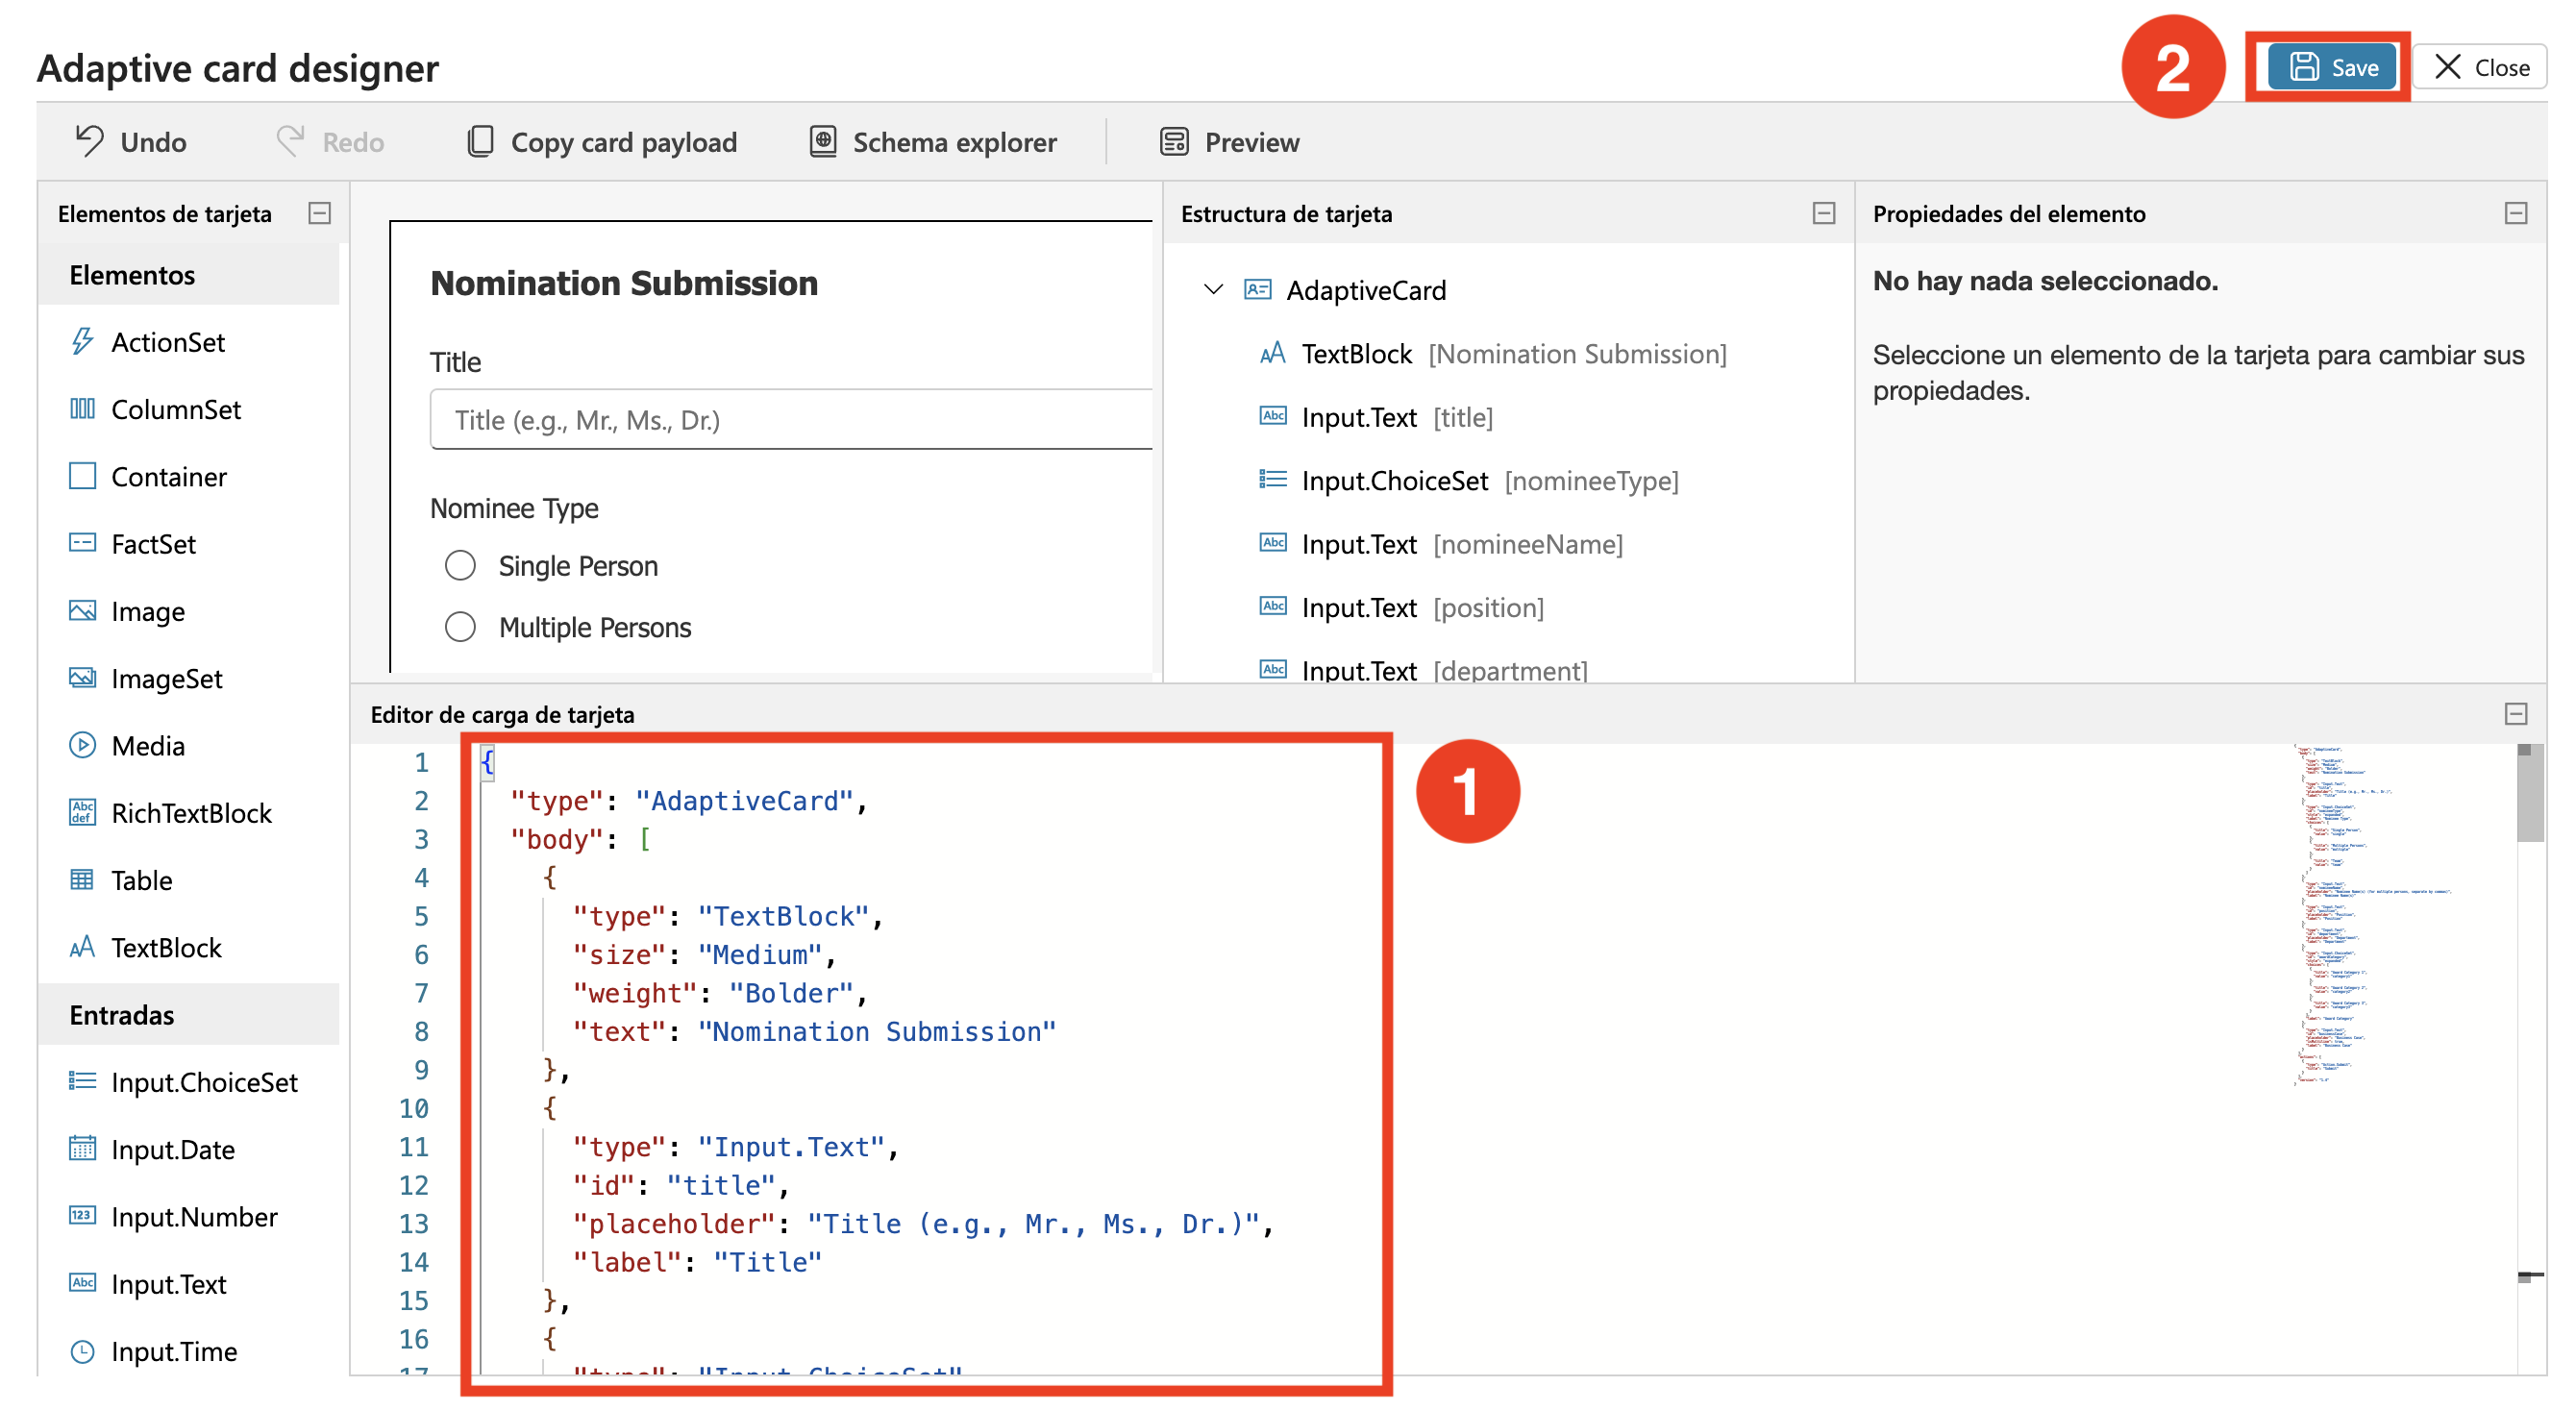 Adaptive card designer
2
Save
Close
Undo
Redo
Copy card payload
Schema explorer
Preview
Elementos de tarjeta
Elementos
ActionSet
ColumnSet
Container
FactSet
Image
ImageSet
Media
RichTextBlock
Table
TextBlock
Entradas
Input.ChoiceSet
Input.Date
Input.Number
Input.Text
Input.Time
Nomination Submission
Title
Title (e.g., Mr., Ms., Dr.)
Nominee Type
Single Person
Multiple Persons
Estructura de tarjeta
AdaptiveCard
TextBlock [Nomination Submission]
Input.Text [title]
Input.ChoiceSet [nomineeType]
Input.Text [nomineeName]
Input.Text [position]
Input.Text [department]
Propiedades del elemento
No hay nada seleccionado.
Seleccione un elemento de la tarjeta para cambiar sus
propiedades.
Editor de carga de tarjeta
1
1 {
2 "type": "AdaptiveCard",
3 "body": [
4 {
5 "type": "TextBlock",
6 "size": "Medium",
7 "weight": "Bolder",
8 "text": "Nomination Submission"
9 },
10 {
11 "type": "Input.Text",
12 "id": "title",
13 "placeholder": "Title (e.g., Mr., Ms., Dr.)",
14 "label": "Title"
15 },
16 {
17 "type": "Input.ChoiceSet"